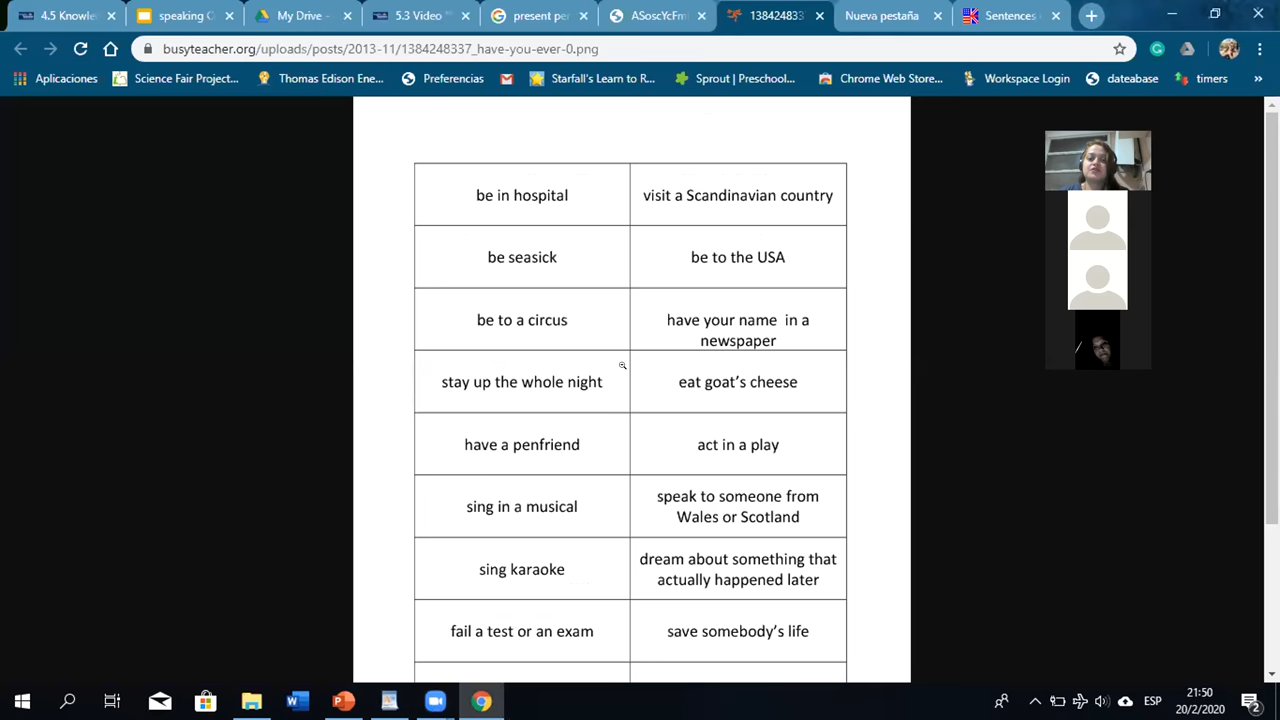 4.5 Knowle
speaking C
My Drive -
5.3 Video
present pe
ASoscYcFm
138424833
Nueva pestaña
Sentences
busyteacher.org/uploads/posts/2013-11/1384248337_have-you-ever-0.png
Aplicaciones
Science Fair Project...
Thomas Edison Ene...
Preferencias
Starfall's Learn to R...
Sprout | Preschool...
Chrome Web Store...
Workspace Login
dateabase
timers
be in hospital
visit a Scandinavian country
be seasick
be to the USA
be to a circus
have your name in a
newspaper
stay up the whole night
eat goat's cheese
have a penfriend
act in a play
sing in a musical
speak to someone from
Wales or Scotland
sing karaoke
dream about something that
actually happened later
fail a test or an exam
save somebody's life
ESP
21:50
20/2/2020
2